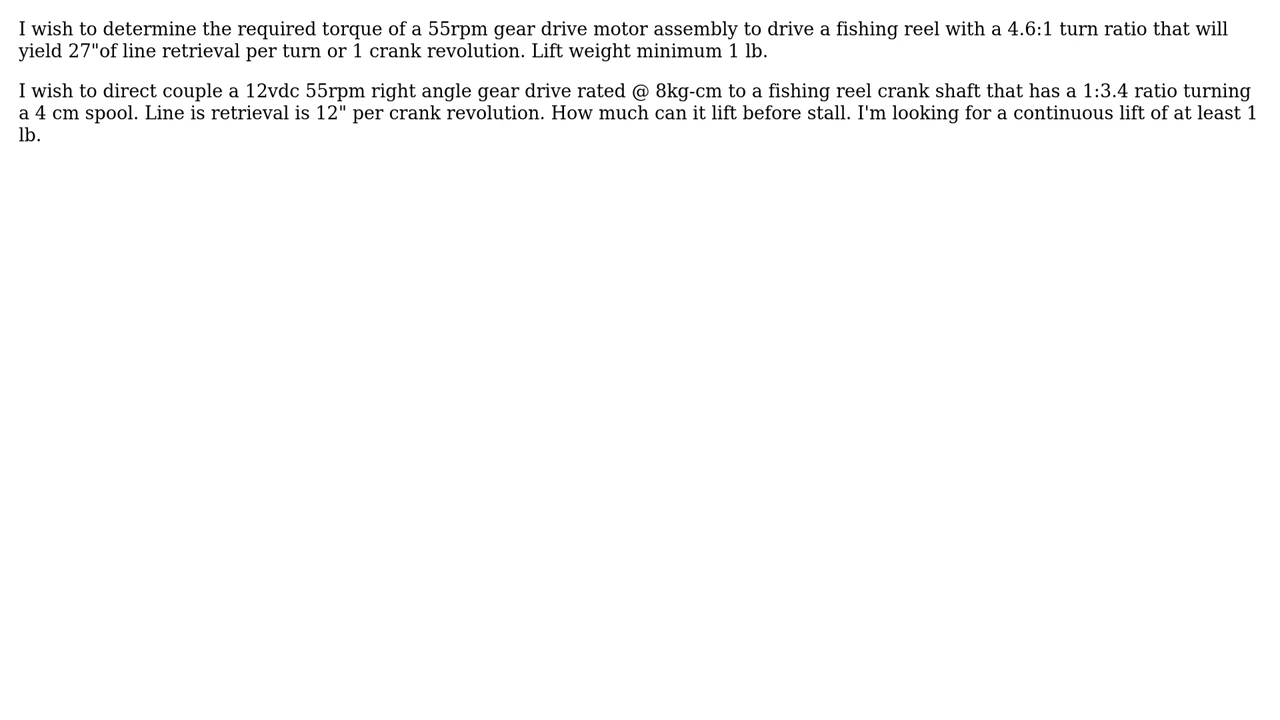 I wish to determine the required torque of a 55rpm gear drive motor assembly to drive a fishing reel with a 4.6:1 turn ratio that will
yield 27"of line retrieval per turn or 1 crank revolution. Lift weight minimum 1 lb.
I wish to direct couple a 12vdc 55rpm right angle gear drive rated @ 8kg-cm to a fishing reel crank shaft that has a 1:3.4 ratio turning
a 4 cm spool. Line is retrieval is 12" per crank revolution. How much can it lift before stall. I'm looking for a continuous lift of at least 1
lb.